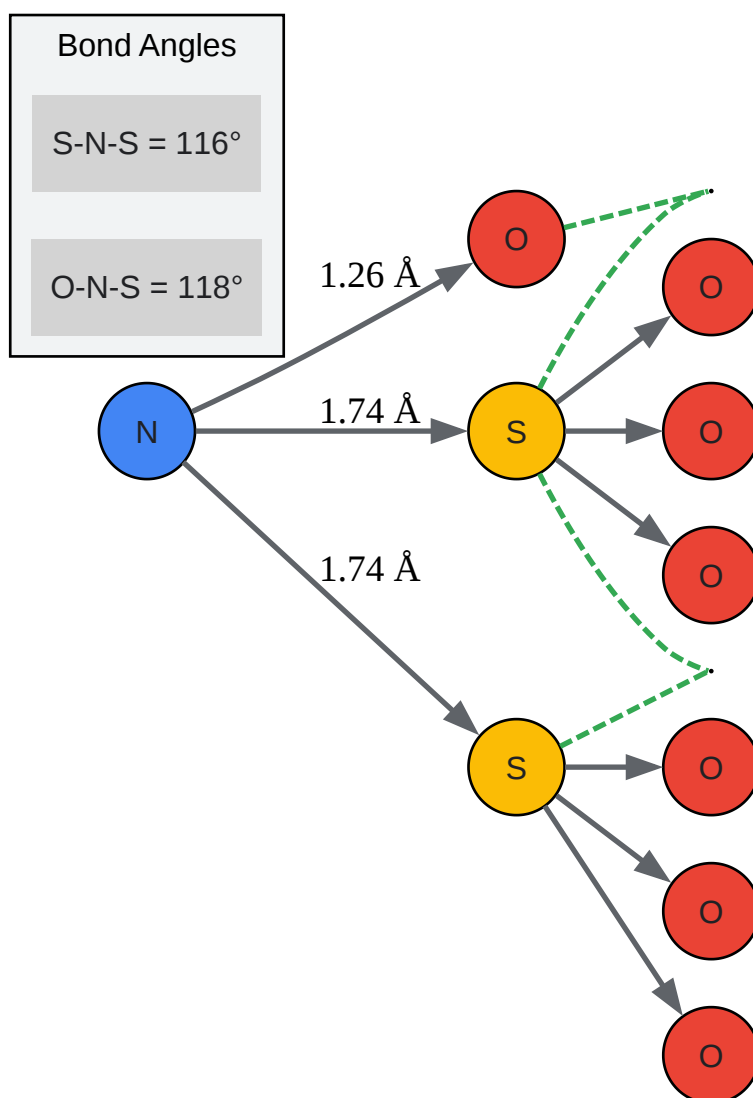 Bond Angles
S-N-S = 116°
O-N-S = 118°
O
1.26 Å
O
N
1.74 Å
S
O
1.74 Å
O
S
O
O
O